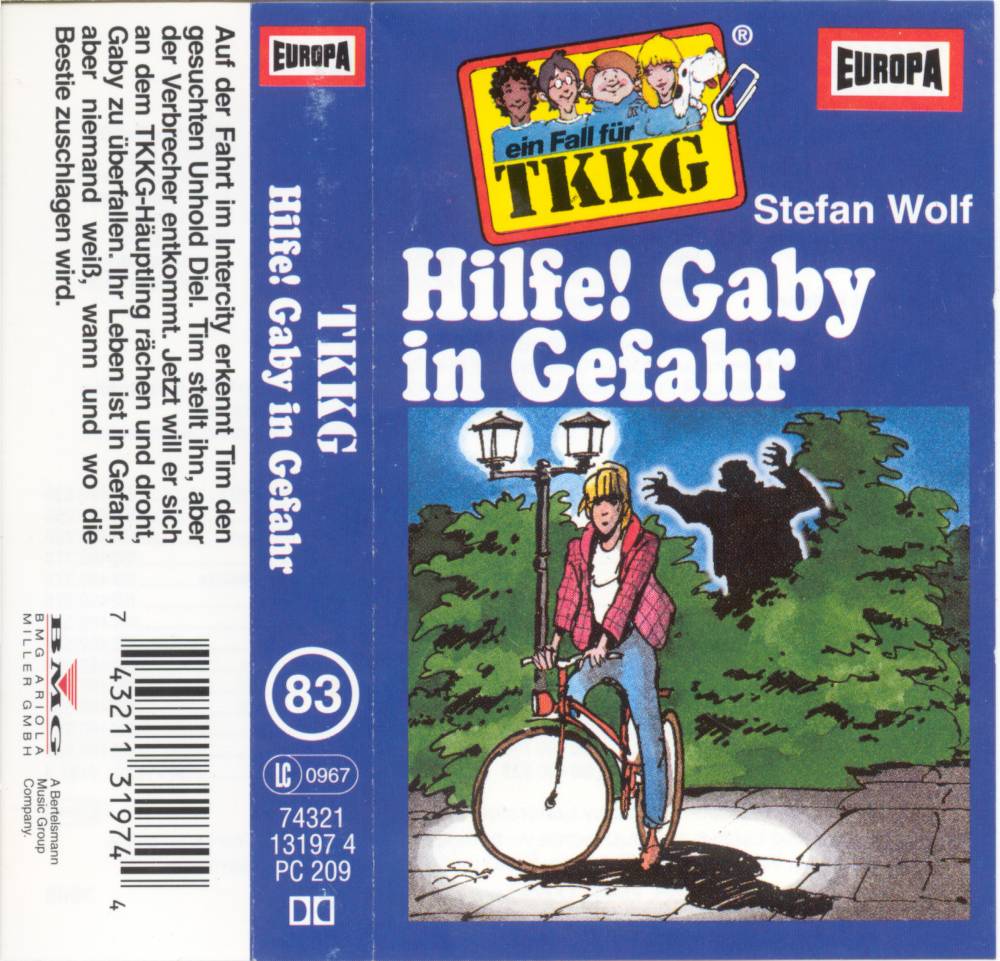 Auf der Fahrt im Intercity erkennt Tim den
gesuchten Unhold Diel. Tim stellt ihn, aber
der Verbrecher entkommt. Jetzt will er sich
an dem TKKG-Häuptling rächen und droht,
Gaby zu überfallen. Ihr Leben ist in Gefahr,
aber niemand weiß, wann und wo die
Bestie zuschlagen wird.
BMG
BMG ARIOLA
MILLER GMBH
A Bertelsmann
Music Group
Company.
7 43211 31974 4
EUROPA
TKKG
Hilfe! Gaby in Gefahr
83
LC 0967
74321
13197 4
PC 209
ein Fall für
TKKG
®
EUROPA
Stefan Wolf
Hilfe! Gaby
in Gefahr